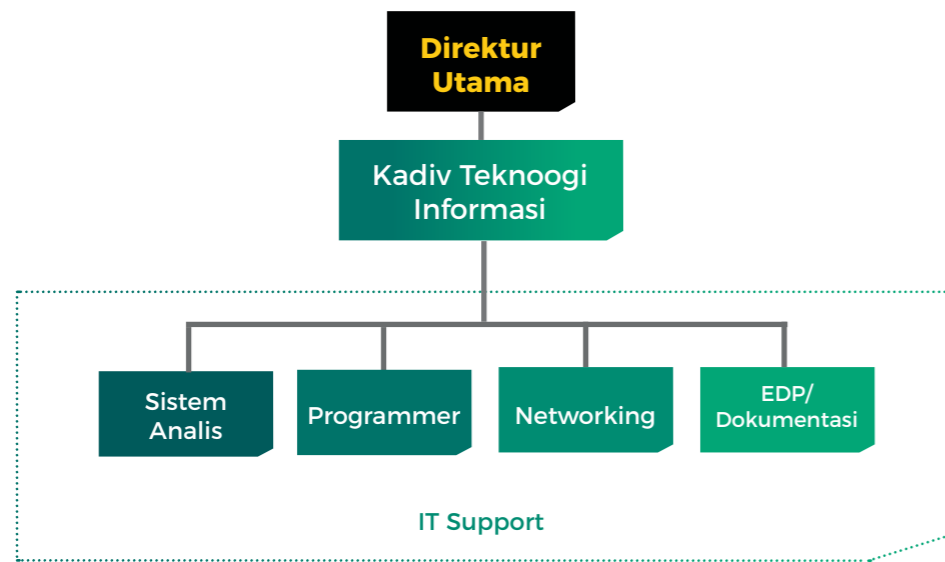 Direktur
Utama
Kadiv Teknoogi
Informasi
Sistem
Analis
Programmer
Networking
EDP/
Dokumentasi
IT Support